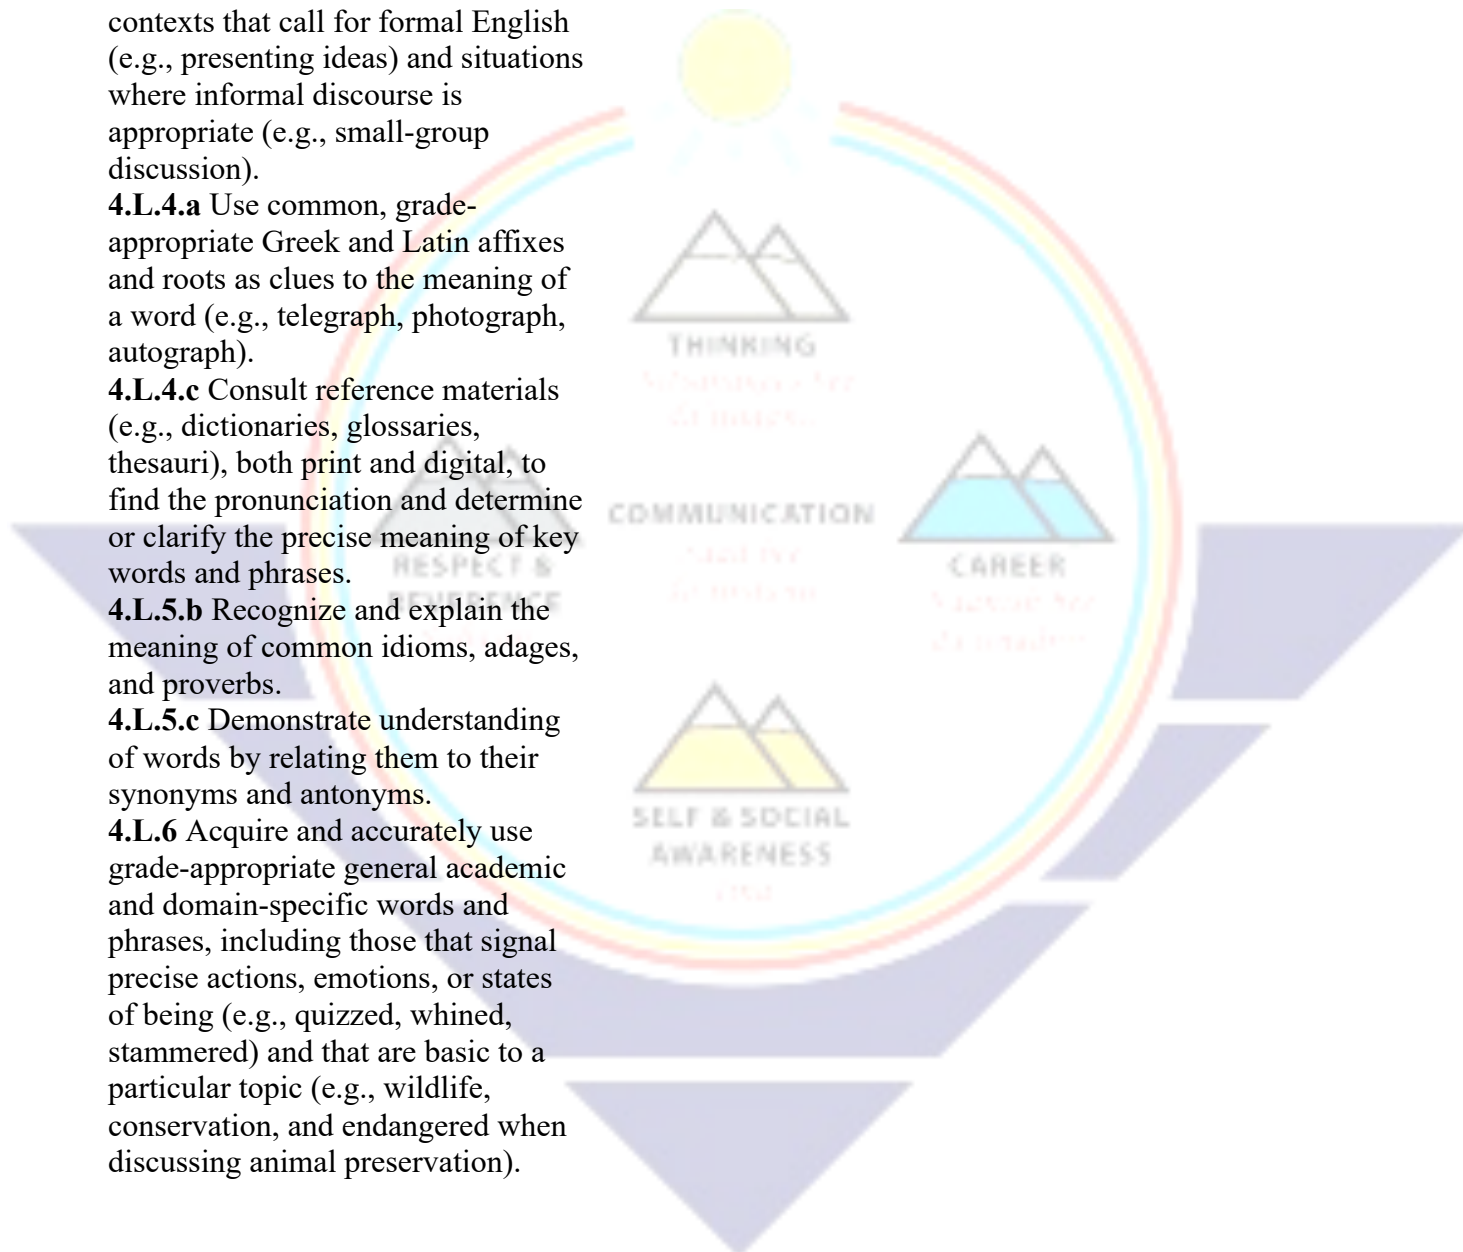 contexts that call for formal English
(e.g., presenting ideas) and situations
where informal discourse is
appropriate (e.g., small-group
discussion).
4.L.4.a Use common, grade-
appropriate Greek and Latin affixes
and roots as clues to the meaning of
a word (e.g., telegraph, photograph,
autograph).
4.L.4.c Consult reference materials
(e.g., dictionaries, glossaries,
thesauri), both print and digital, to
find the pronunciation and determine
or clarify the precise meaning of key
words and phrases.
4.L.5.b Recognize and explain the
meaning of common idioms, adages,
and proverbs.
4.L.5.c Demonstrate understanding
of words by relating them to their
synonyms and antonyms.
4.L.6 Acquire and accurately use
grade-appropriate general academic
and domain-specific words and
phrases, including those that signal
precise actions, emotions, or states
of being (e.g., quizzed, whined,
stammered) and that are basic to a
particular topic (e.g., wildlife,
conservation, and endangered when
discussing animal preservation).
THINKING
RESPECT &
REVERENCE
COMMUNICATION
CAREER
SELF & SOCIAL
AWARENESS